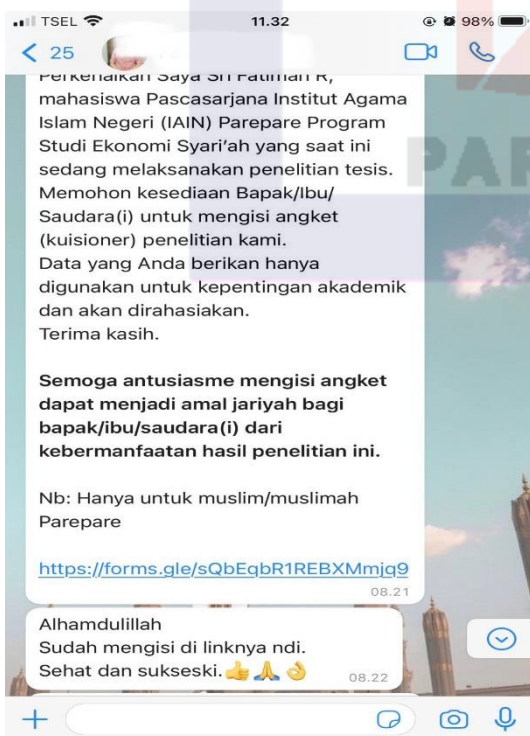 TSEL 11.32 98%
25
Perkenalkan Saya Sri Fatimah R,
mahasiswa Pascasarjana Institut Agama
Islam Negeri (IAIN) Parepare Program
Studi Ekonomi Syari'ah yang saat ini
sedang melaksanakan penelitian tesis.
Memohon kesediaan Bapak/Ibu/
Saudara(i) untuk mengisi angket
(kuisioner) penelitian kami.
Data yang Anda berikan hanya
digunakan untuk kepentingan akademik
dan akan dirahasiakan.
Terima kasih.
Semoga antusiasme mengisi angket
dapat menjadi amal jariyah bagi
bapak/ibu/saudara(i) dari
kebermanfaatan hasil penelitian ini.
Nb: Hanya untuk muslim/muslimah
Parepare
https://forms.gle/sQbEqbR1REBXMmjq9
08.21
Alhamdulillah
Sudah mengisi di linknya ndi.
Sehat dan sukseski.👍🙏👌 08.22
PAR